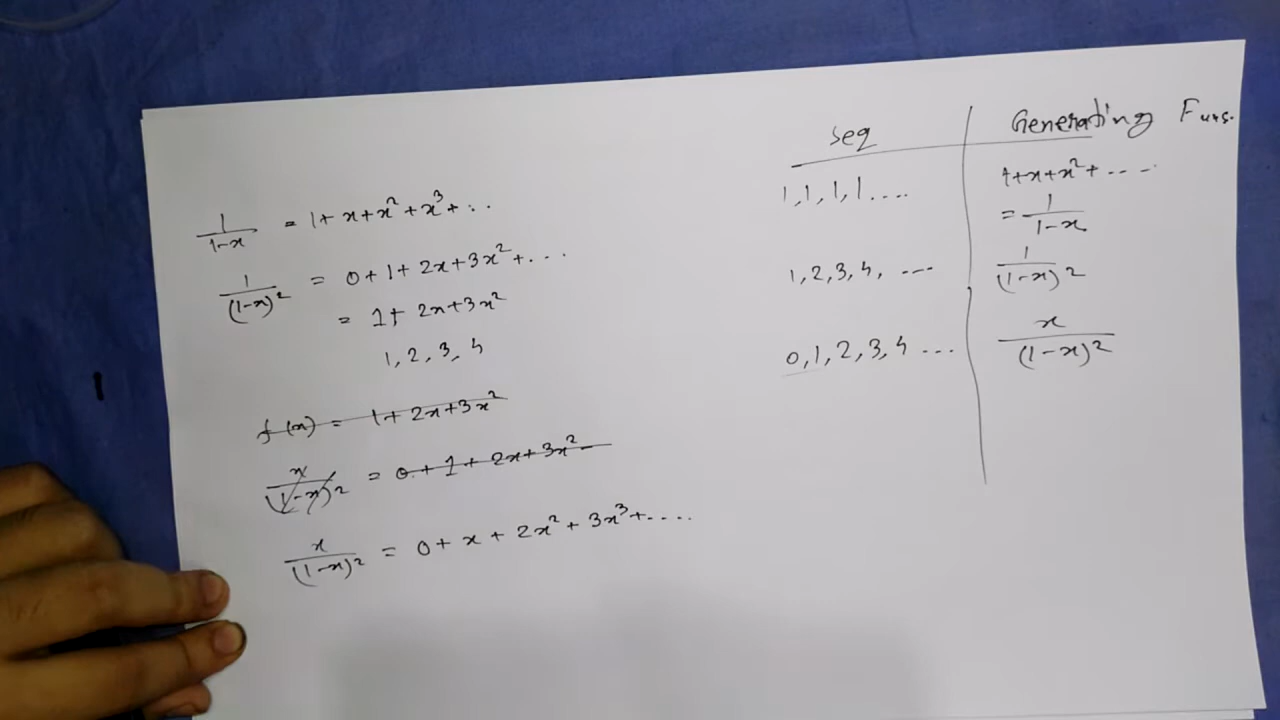 1/(1-x) = 1 + x + x² + x³ + ...
1/(1-x)² = 0 + 1 + 2x + 3x² + ....
= 1 + 2x + 3x²
1, 2, 3, 4
f(x) = 1 + 2x + 3x²
x/(1-x)² = 0 + 1 + 2x + 3x² -
x/(1-x)² = 0 + x + 2x² + 3x³ + ....
Seq | Generating
1, 1, 1, 1 .... | 1+x+x²+ ....
= 1/(1-x)
1, 2, 3, 4, .... | 1/(1-x)²
0, 1, 2, 3, 4 ... | x/(1-x)²